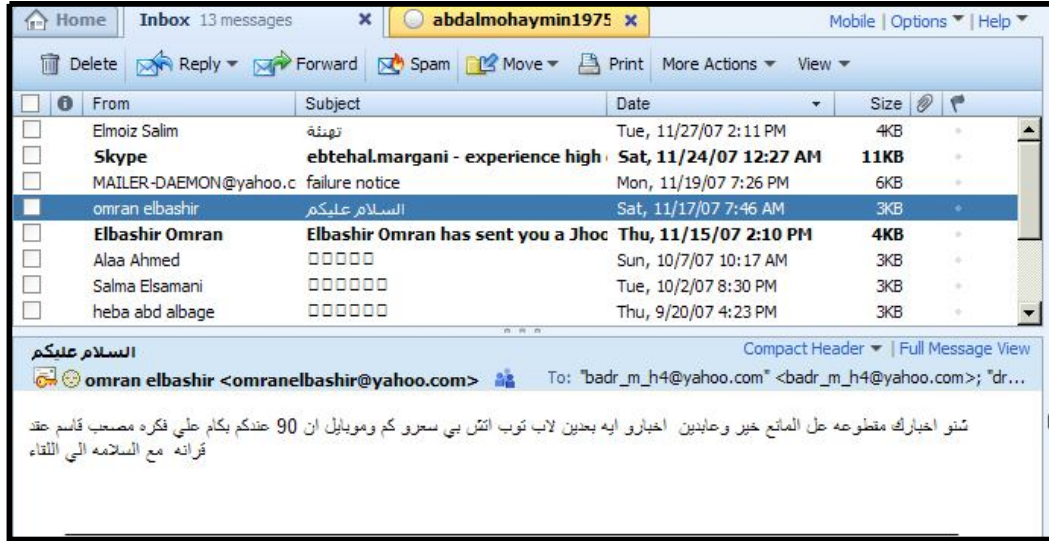 Home Inbox 13 messages × abdalmohaymin1975 × Mobile | Options | Help
Delete Reply Forward Spam Move Print More Actions View
From Subject Date Size
Elmoiz Salim تهنئة Tue, 11/27/07 2:11 PM 4KB
Skype ebtehal.margani - experience high Sat, 11/24/07 12:27 AM 11KB
MAILER-DAEMON@yahoo.c failure notice Mon, 11/19/07 7:26 PM 6KB
omran elbashir السلام عليكم Sat, 11/17/07 7:46 AM 3KB
Elbashir Omran Elbashir Omran has sent you a Jhoo Thu, 11/15/07 2:10 PM 4KB
Alaa Ahmed □□□□□ Sun, 10/7/07 10:17 AM 3KB
Salma Elsamani □□□□□□ Tue, 10/2/07 8:30 PM 3KB
heba abd albage □□□□□□ Thu, 9/20/07 4:23 PM 3KB
السلام عليكم Compact Header | Full Message View
omran elbashir <omranelbashir@yahoo.com> To: "badr_m_h4@yahoo.com" <badr_m_h4@yahoo.com>; "dr...
شنو اخبارك مقطوعه عل المانع خير وعابدين اخبارو ايه بعدين لاب توب اتش بي سعرو كم وموبايل ان 90 عندكم بكام علي فكره مصعب قاسم عقد
قرانه مع السلامه الي اللقاء